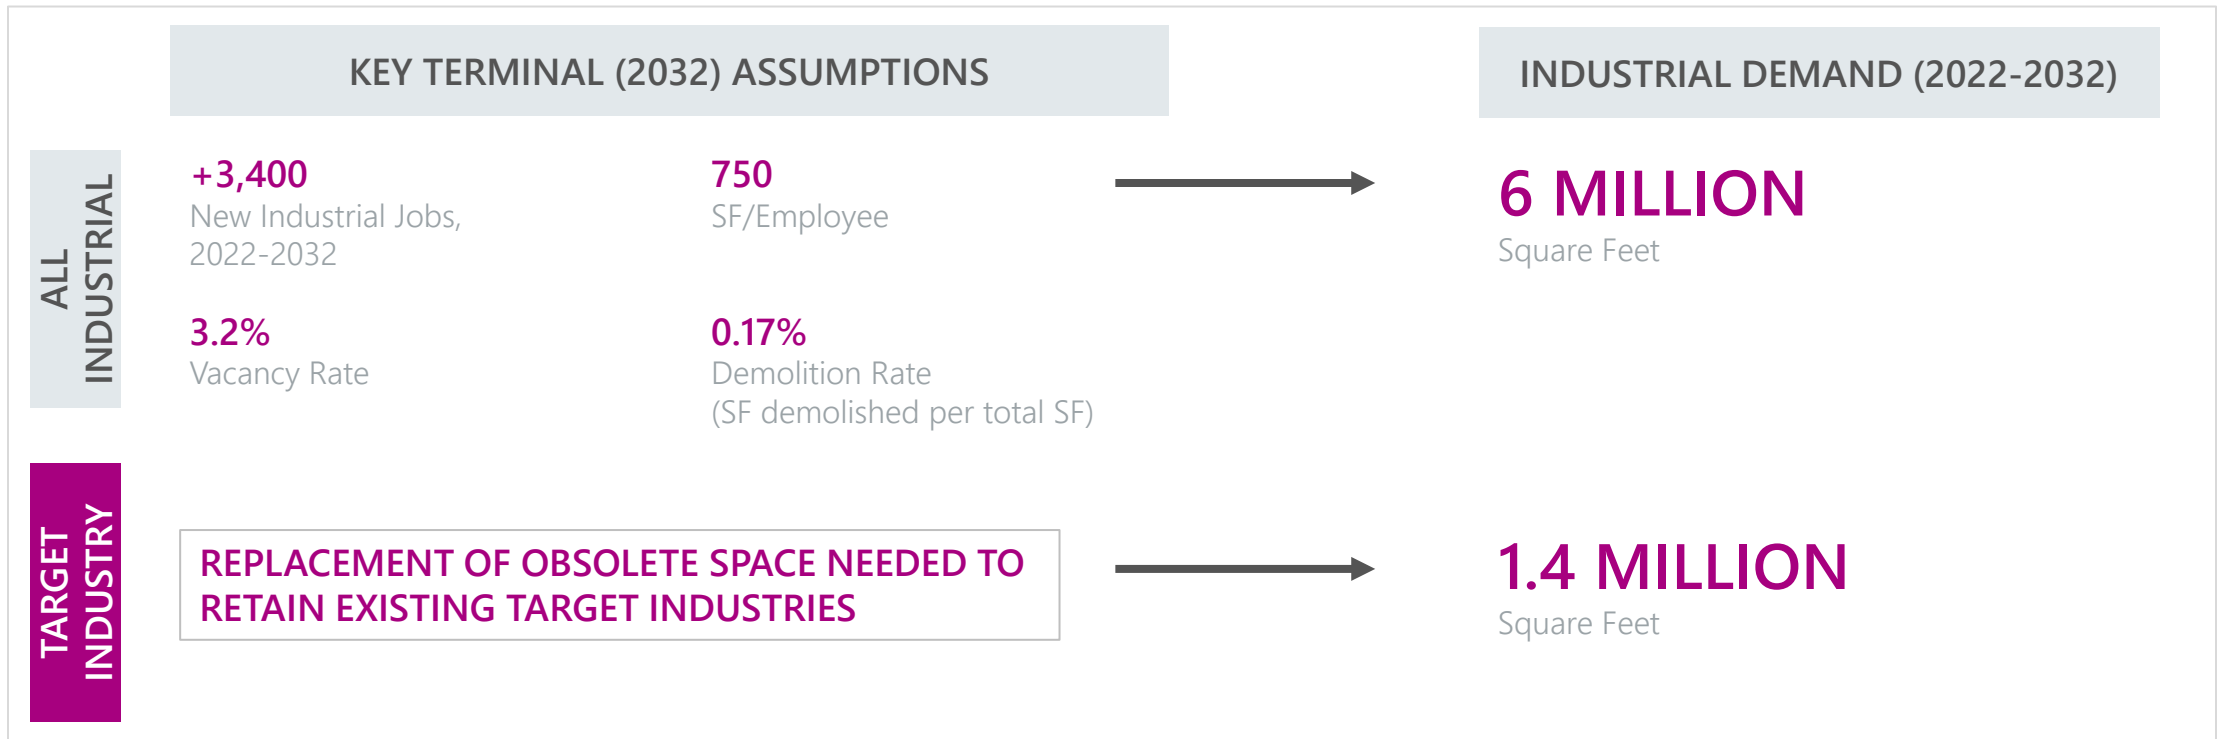 KEY TERMINAL (2032) ASSUMPTIONS
INDUSTRIAL DEMAND (2022-2032)
ALL
INDUSTRIAL
+3,400
New Industrial Jobs,
2022-2032
750
SF/Employee
3.2%
Vacancy Rate
0.17%
Demolition Rate
(SF demolished per total SF)
6 MILLION
Square Feet
TARGET
INDUSTRY
REPLACEMENT OF OBSOLETE SPACE NEEDED TO
RETAIN EXISTING TARGET INDUSTRIES
1.4 MILLION
Square Feet